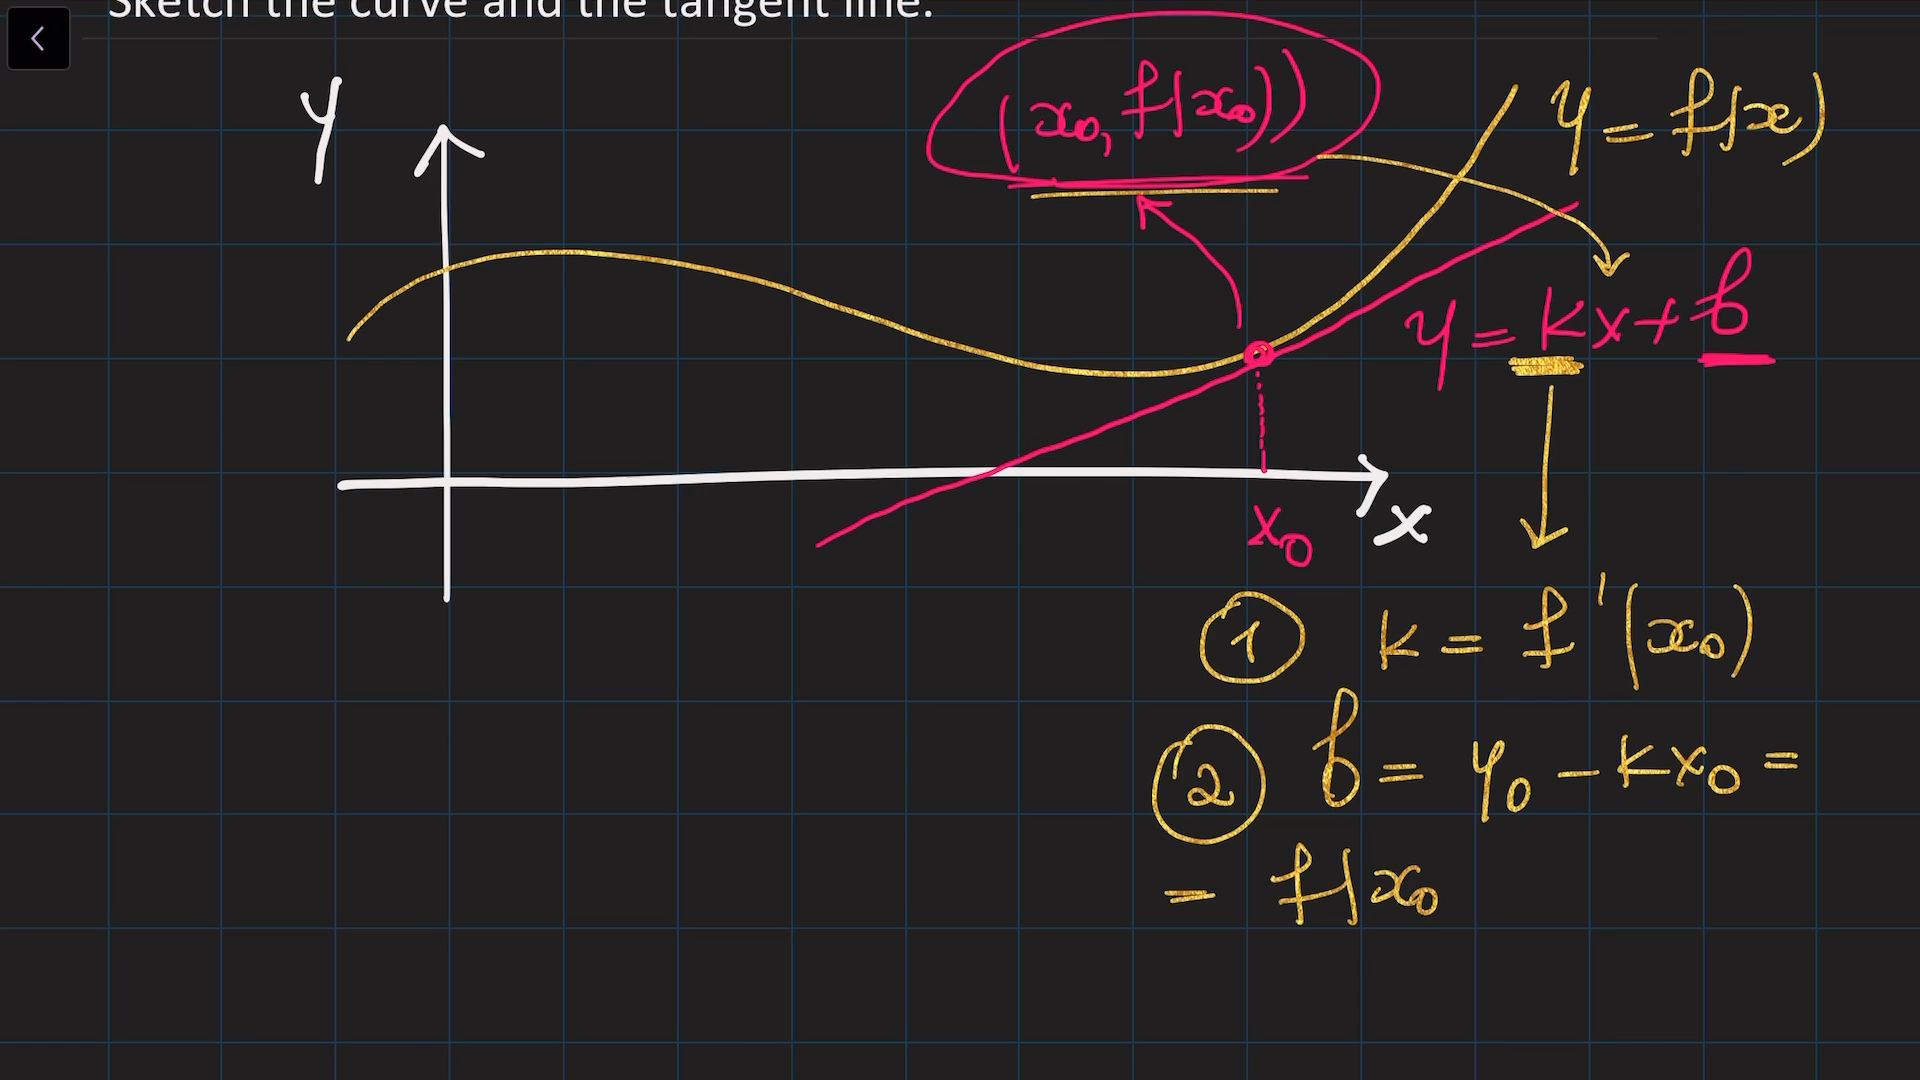 Sketch the curve and the tangent line.
y
(x₀, f(x₀))
y = f(x)
y = kx + b
x
x₀
1 k = f'(x₀)
2 b = y₀ - kx₀ =
= f(x₀